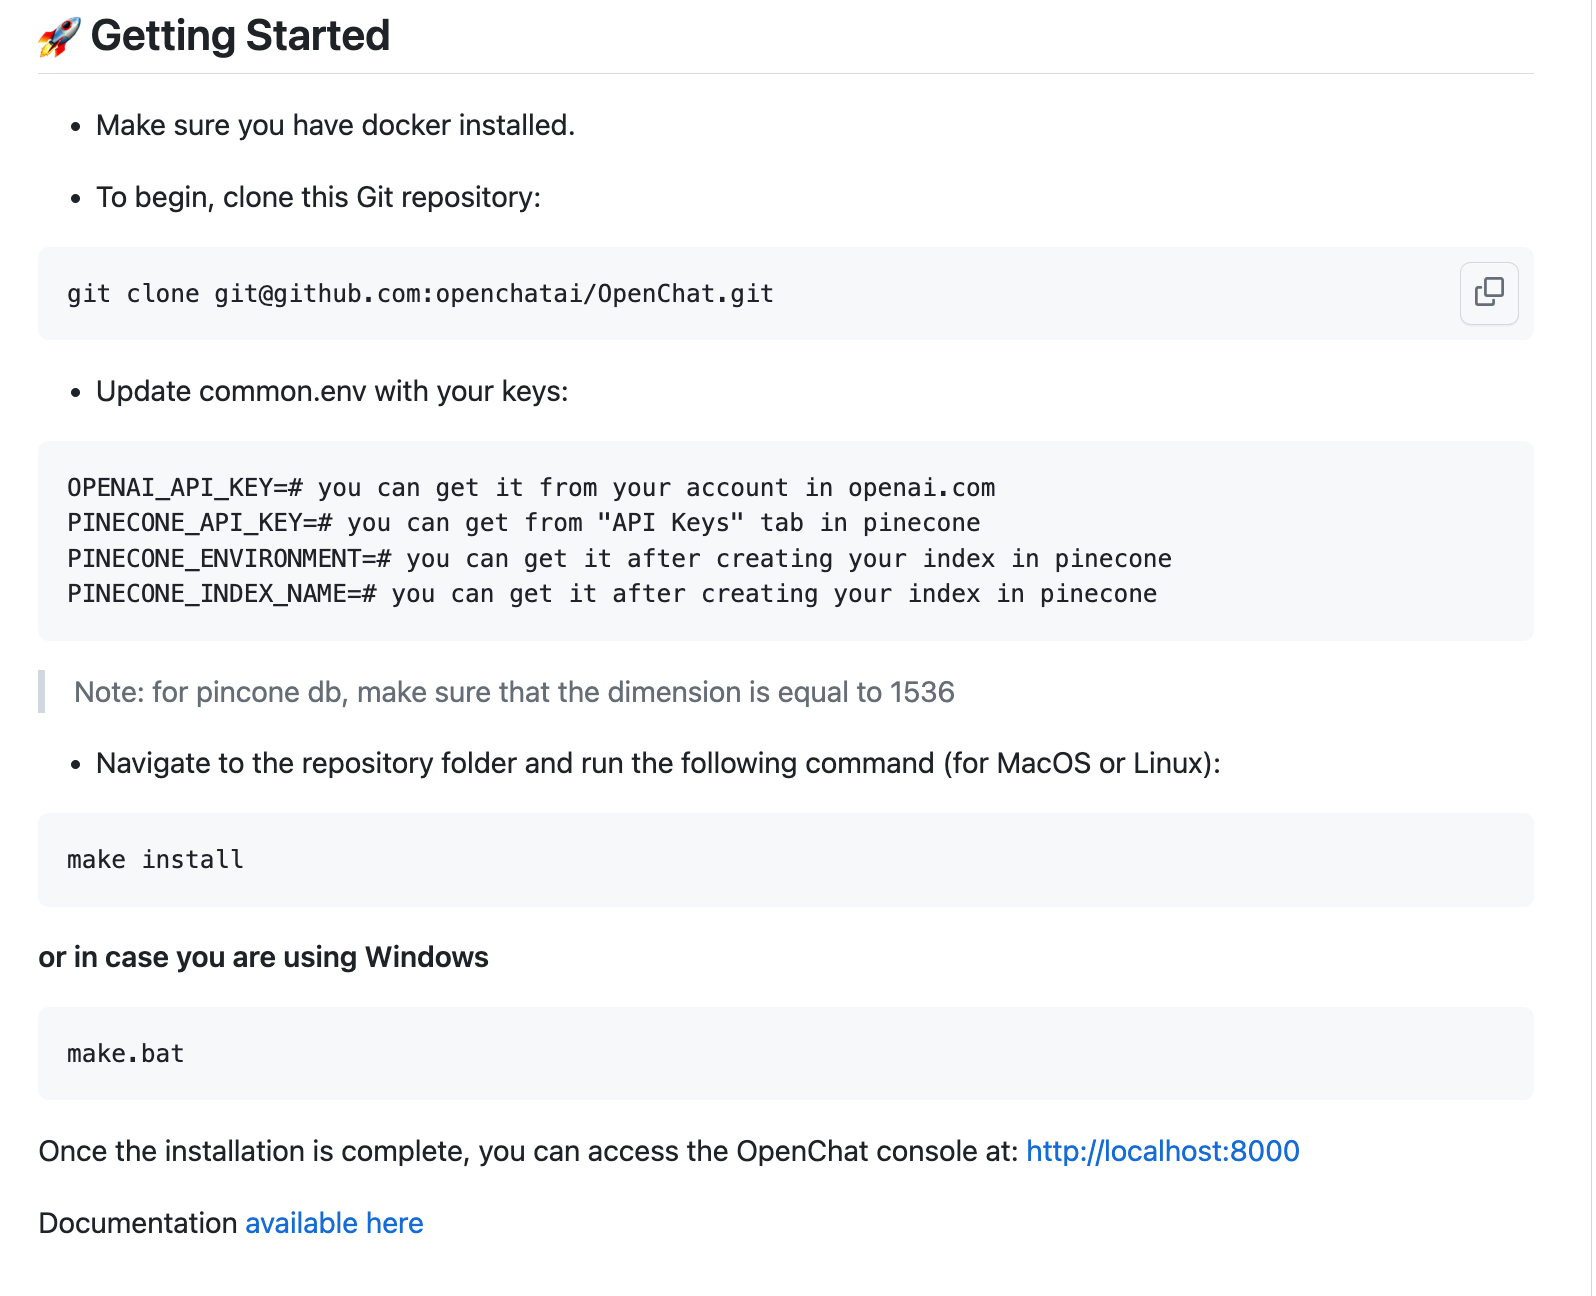 🚀 Getting Started
• Make sure you have docker installed.
• To begin, clone this Git repository:
git clone git@github.com:openchatai/OpenChat.git
• Update common.env with your keys:
OPENAI_API_KEY=# you can get it from your account in openai.com
PINECONE_API_KEY=# you can get from "API Keys" tab in pinecone
PINECONE_ENVIRONMENT=# you can get it after creating your index in pinecone
PINECONE_INDEX_NAME=# you can get it after creating your index in pinecone
Note: for pincone db, make sure that the dimension is equal to 1536
• Navigate to the repository folder and run the following command (for MacOS or Linux):
make install
or in case you are using Windows
make.bat
Once the installation is complete, you can access the OpenChat console at: http://localhost:8000
Documentation available here